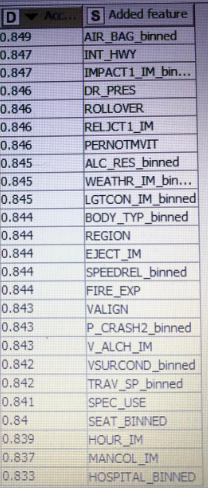 D Acc... S Added feature
0.849 AIR_BAG_binned
0.847 INT_HWY
0.847 IMPACT1_IM_bin...
0.846 DR_PRES
0.846 ROLLOVER
0.846 RELJCT1_IM
0.846 PERNOTMVIT
0.845 ALC_RES_binned
0.845 WEATHR_IM_bin...
0.845 LGTCON_IM_binned
0.844 BODY_TYP_binned
0.844 REGION
0.844 EJECT_IM
0.844 SPEEDREL_binned
0.844 FIRE_EXP
0.843 VALIGN
0.843 P_CRASH2_binned
0.843 V_ALCH_IM
0.842 VSURCOND_binned
0.842 TRAV_SP_binned
0.841 SPEC_USE
0.84 SEAT_BINNED
0.839 HOUR_IM
0.837 MANCOL_IM
0.833 HOSPITAL_BINNED